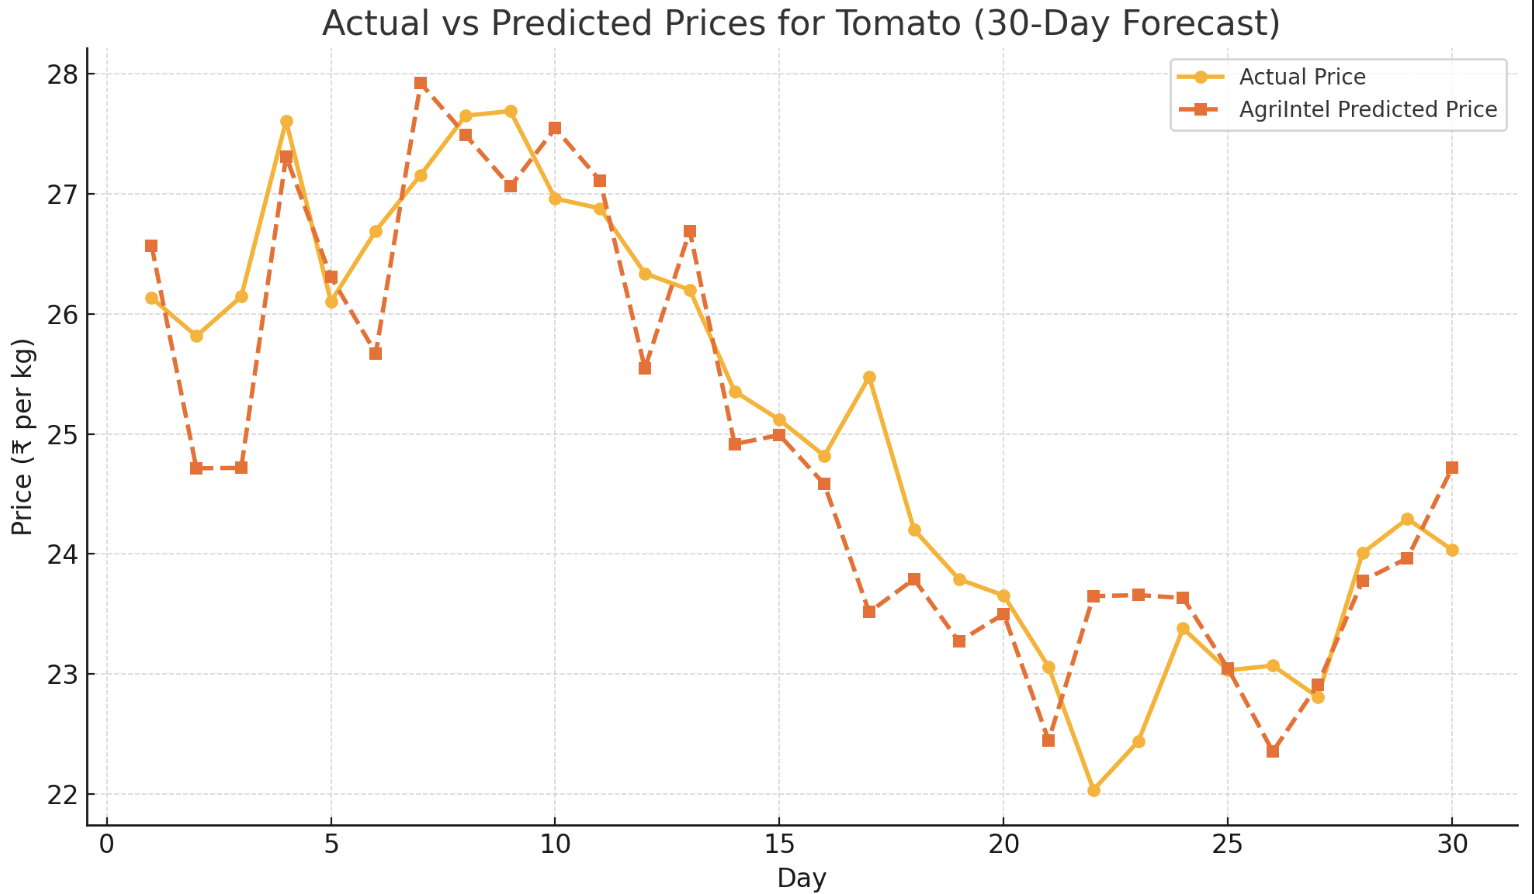 Actual vs Predicted Prices for Tomato (30-Day Forecast)
Actual Price
AgriIntel Predicted Price
Price (₹ per kg)
28
27
26
25
24
23
22
0 5 10 15 20 25 30
Day